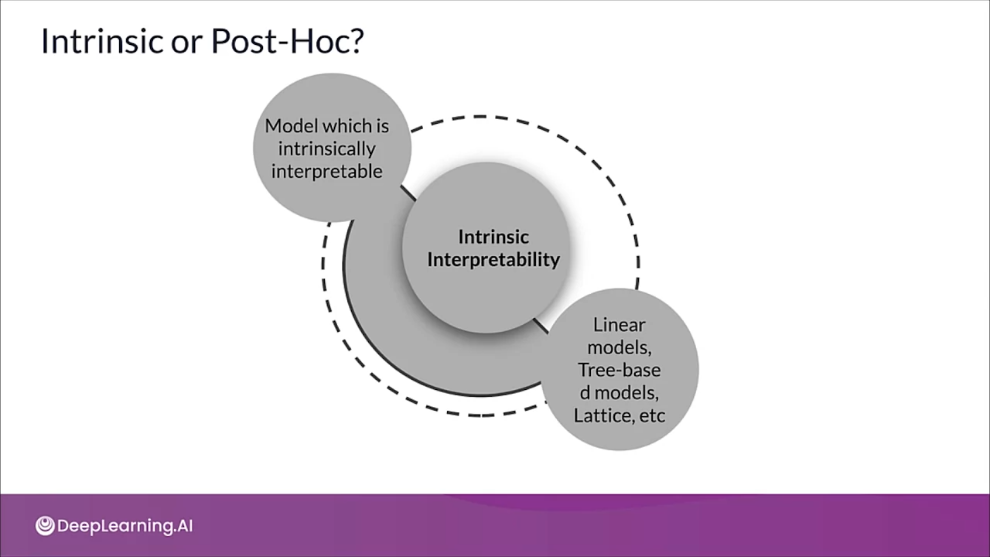 Intrinsic or Post-Hoc?
Model which is
intrinsically
interpretable
Intrinsic
Interpretability
Linear
models,
Tree-base
d models,
Lattice, etc
DeepLearning.AI